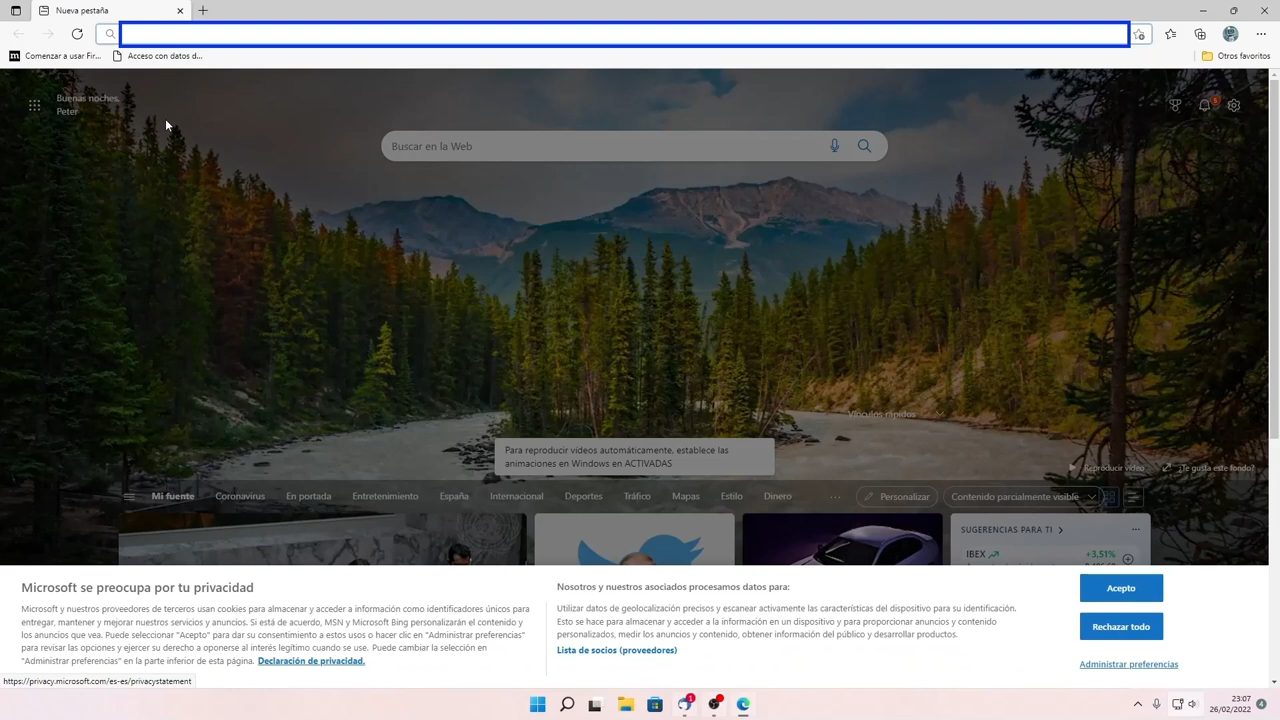 Nueva pestaña
Comenzar a usar Fir...
Acceso con datos d...
Otros favoritos
Buenas noches,
Peter
5
Buscar en la Web
Vínculos rápidos
Para reproducir vídeos automáticamente, establece las
animaciones en Windows en ACTIVADAS
Reproducir vídeo
¿Te gusta este fondo?
Mi fuente
Coronavirus
En portada
Entretenimiento
España
Internacional
Deportes
Tráfico
Mapas
Estilo
Dinero
Personalizar
Contenido parcialmente visible
SUGERENCIAS PARA TI
IBEX
+3,51%
Microsoft se preocupa por tu privacidad
Microsoft y nuestros proveedores de terceros usan cookies para almacenar y acceder a información como identificadores únicos para
entregar, mantener y mejorar nuestros servicios y anuncios. Si está de acuerdo, MSN y Microsoft Bing personalizarán el contenido y
los anuncios que vea. Puede seleccionar "Acepto" para dar su consentimiento a estos usos o hacer clic en "Administrar preferencias"
para revisar las opciones y ejercer su derecho a oponerse al interés legítimo cuando se use. Puede cambiar la selección en
"Administrar preferencias" en la parte inferior de esta página. Declaración de privacidad.
Nosotros y nuestros asociados procesamos datos para:
Utilizar datos de geolocalización precisos y escanear activamente las características del dispositivo para su identificación.
Esto se hace para almacenar y acceder a la información en un dispositivo y para proporcionar anuncios y contenido
personalizados, medir los anuncios y contenido, obtener información del público y desarrollar productos.
Lista de socios (proveedores)
Acepto
Rechazar todo
Administrar preferencias
https://privacy.microsoft.com/es-es/privacystatement
1
23:07
26/02/2022